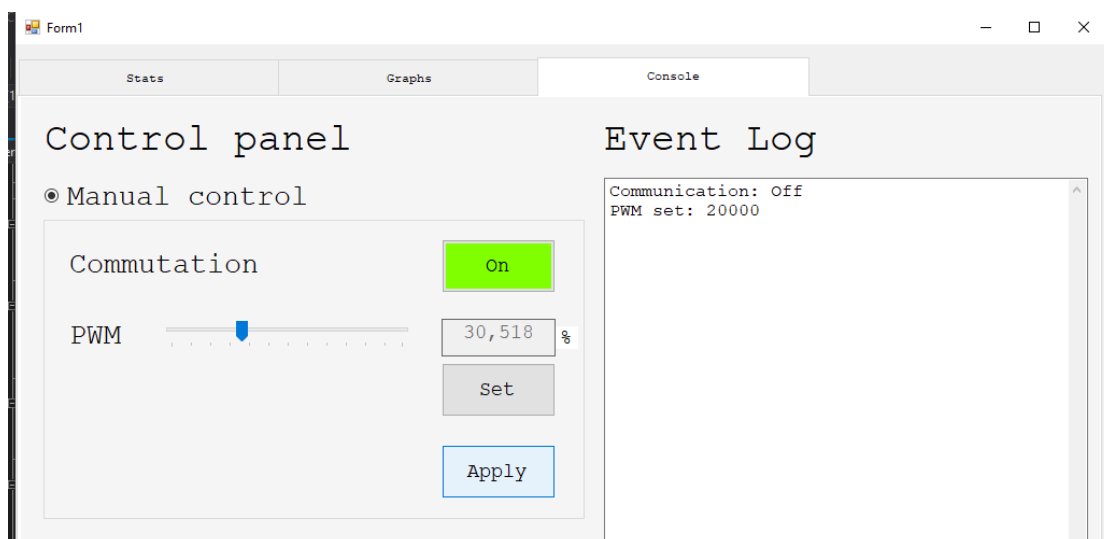 Form1
Stats Graphs Console
Control panel
Manual control
Commutation
On
PWM
30,518 %
Set
Apply
Event Log
Communication: Off
PWM set: 20000